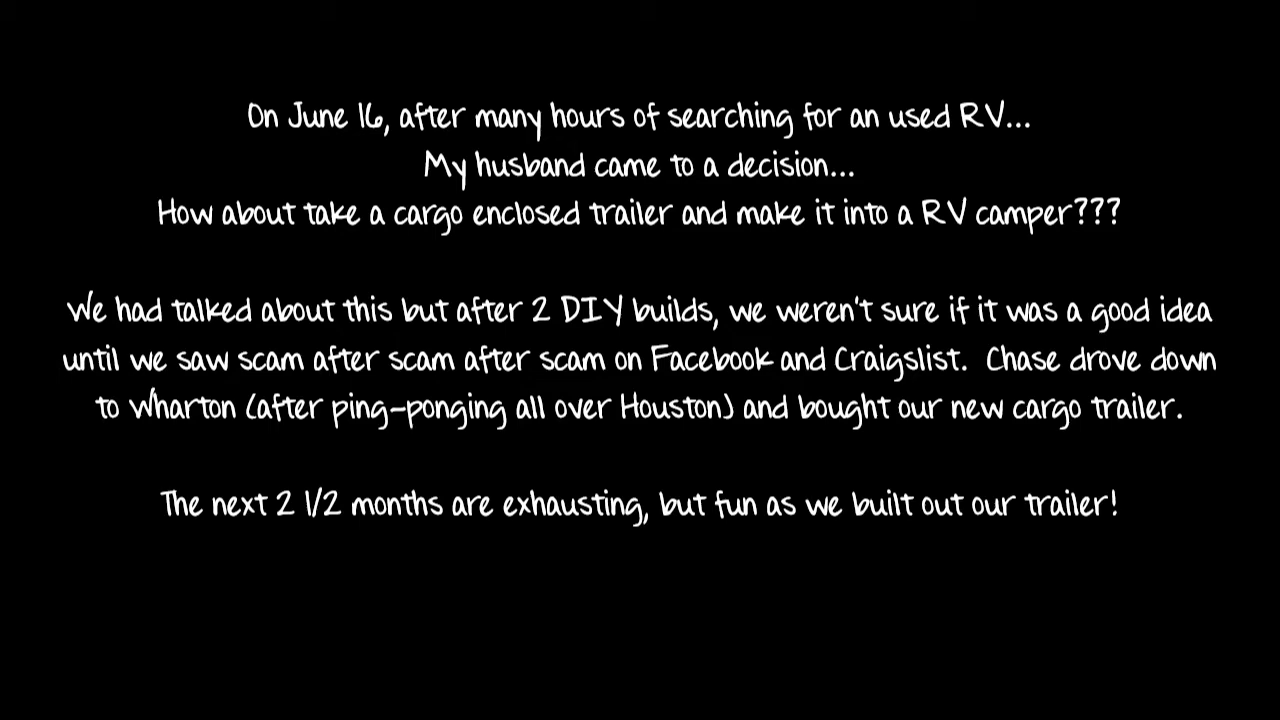 On June 16, after many hours of searching for an used RV...
My husband came to a decision...
How about take a cargo enclosed trailer and make it into a RV camper???
We had talked about this but after 2 DIY builds, we weren't sure if it was a good idea
until we saw scam after scam after scam on Facebook and Craigslist.  Chase drove down
to Wharton (after ping-ponging all over Houston) and bought our new cargo trailer.
The next 2 1/2 months are exhausting, but fun as we built out our trailer!